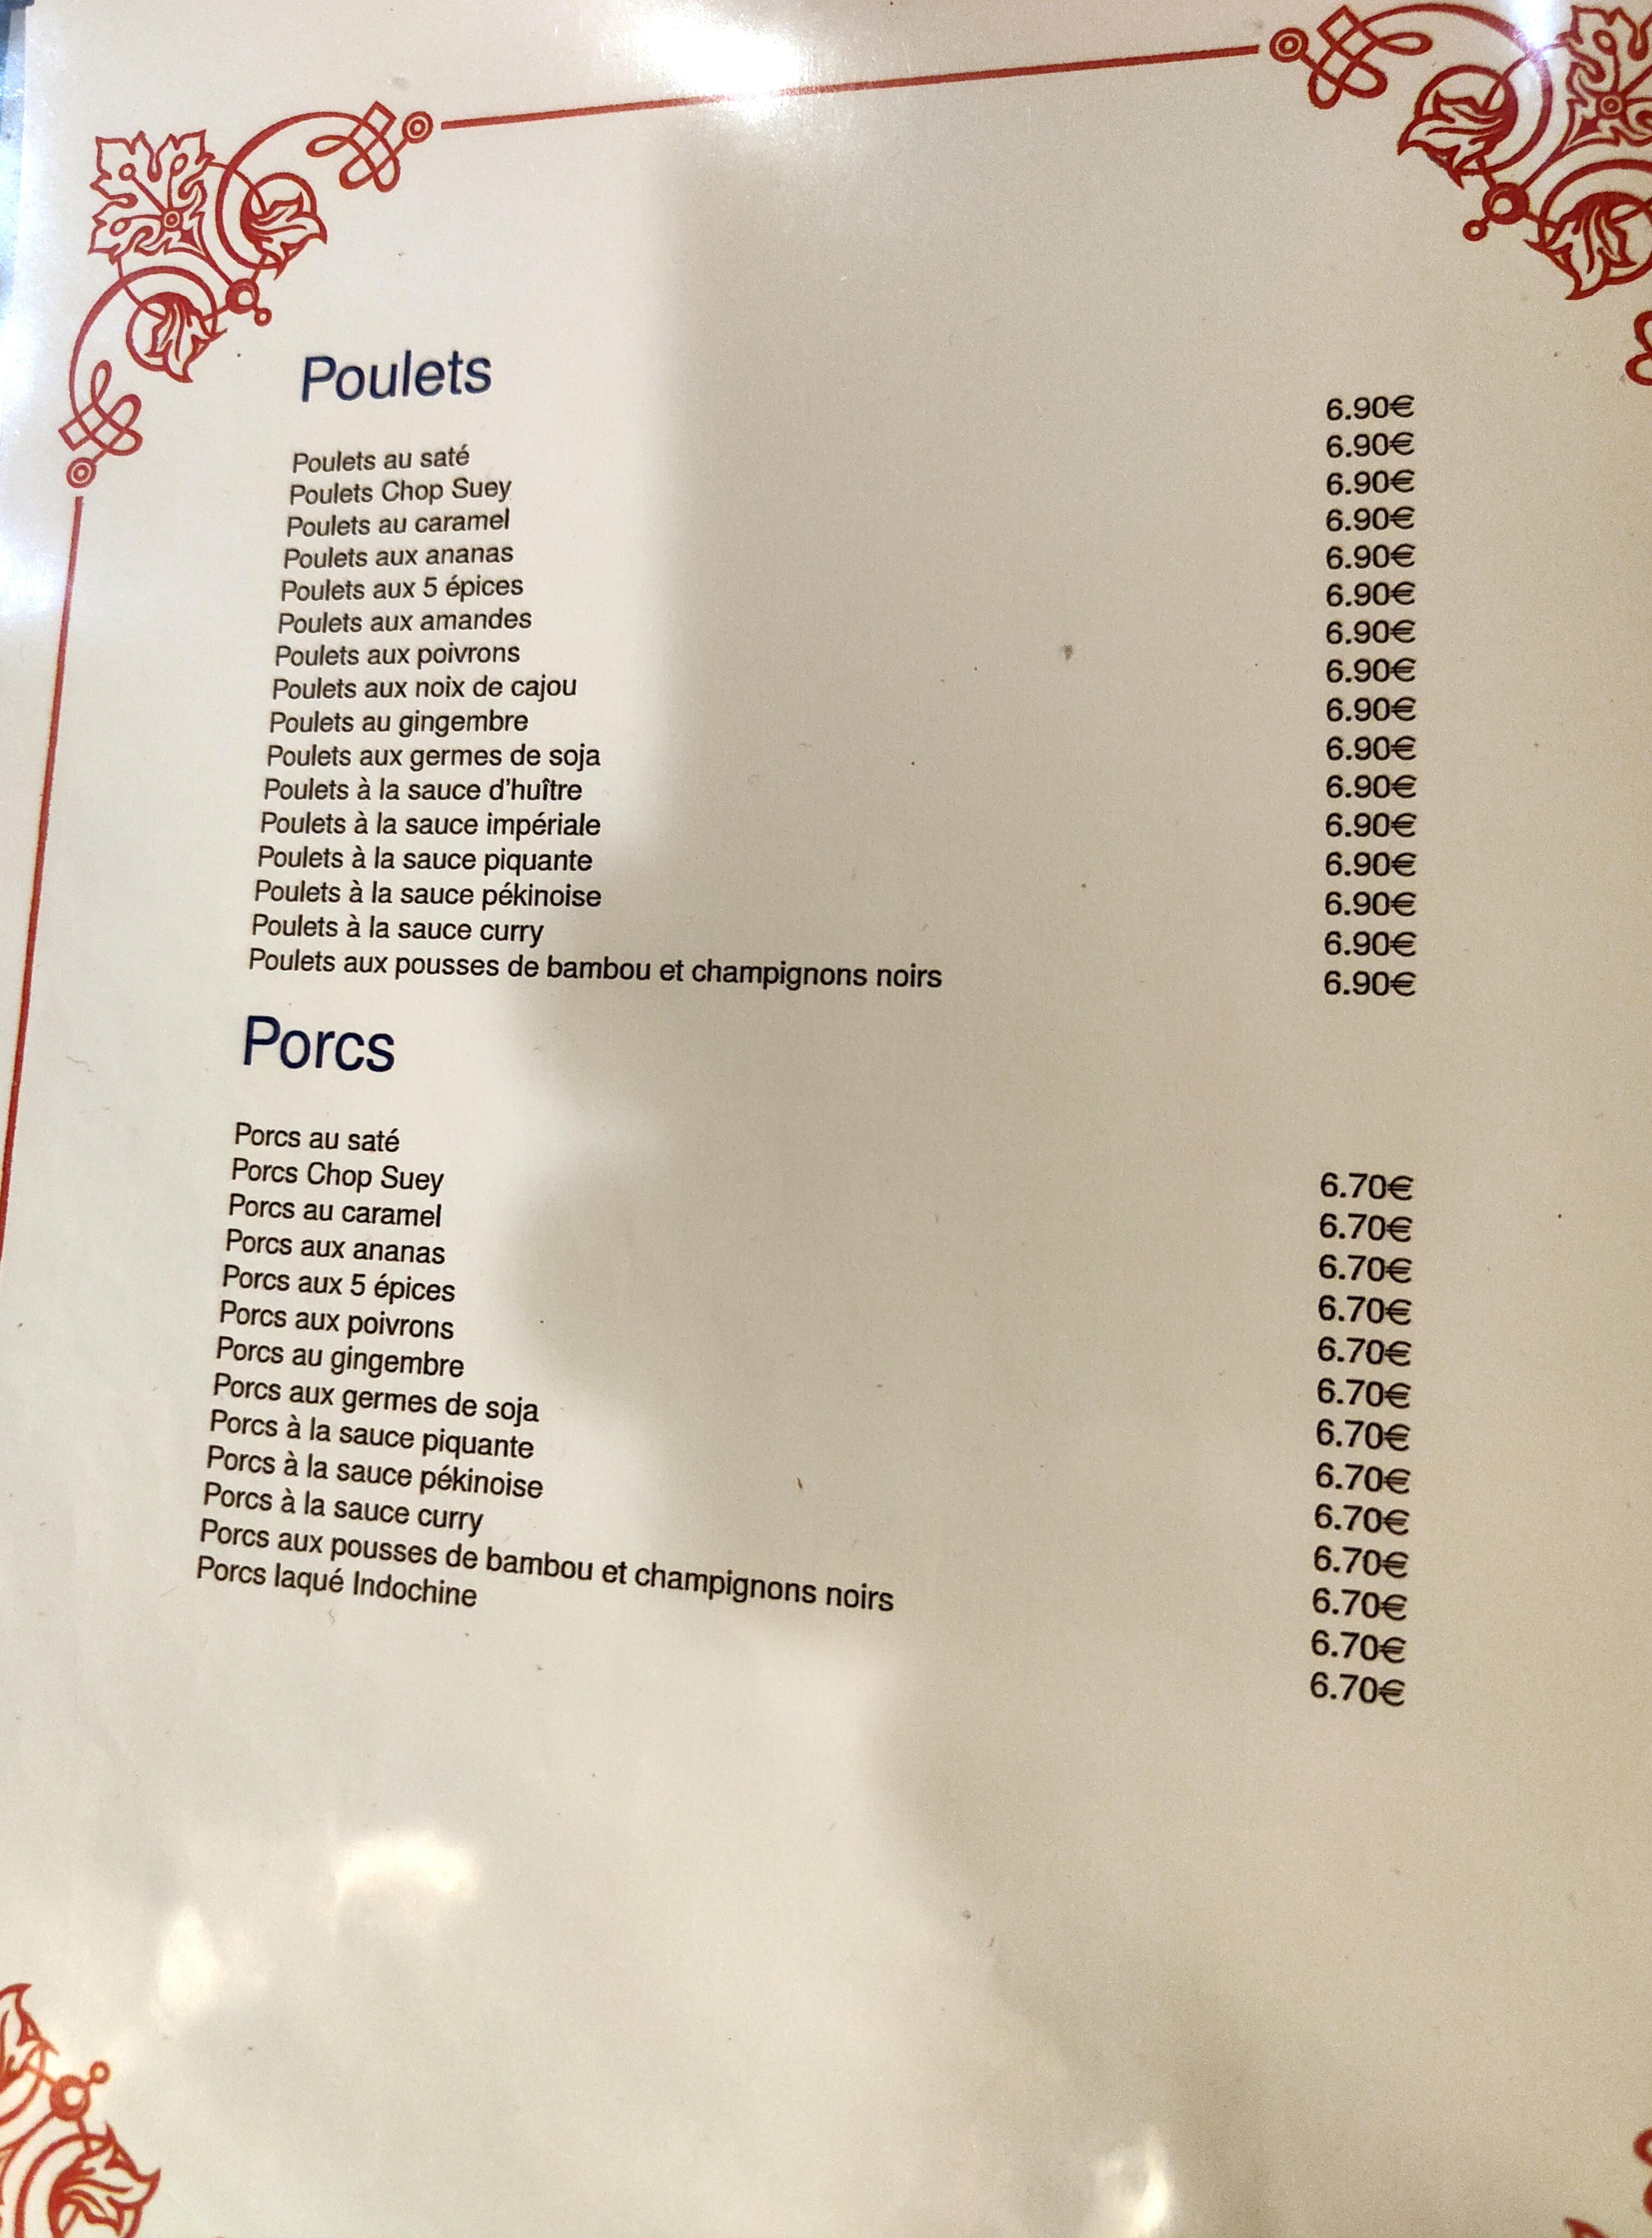 Poulets
Poulets au saté 6.90€
Poulets Chop Suey 6.90€
Poulets au caramel 6.90€
Poulets aux ananas 6.90€
Poulets aux 5 épices 6.90€
Poulets aux amandes 6.90€
Poulets aux poivrons 6.90€
Poulets aux noix de cajou 6.90€
Poulets au gingembre 6.90€
Poulets aux germes de soja 6.90€
Poulets à la sauce d'huître 6.90€
Poulets à la sauce impériale 6.90€
Poulets à la sauce piquante 6.90€
Poulets à la sauce pékinoise 6.90€
Poulets à la sauce curry 6.90€
Poulets aux pousses de bambou et champignons noirs 6.90€
Porcs
Porcs au saté 6.70€
Porcs Chop Suey 6.70€
Porcs au caramel 6.70€
Porcs aux ananas 6.70€
Porcs aux 5 épices 6.70€
Porcs aux poivrons 6.70€
Porcs au gingembre 6.70€
Porcs aux germes de soja 6.70€
Porcs à la sauce piquante 6.70€
Porcs à la sauce pékinoise 6.70€
Porcs à la sauce curry 6.70€
Porcs aux pousses de bambou et champignons noirs 6.70€
Porcs laqué Indochine 6.70€